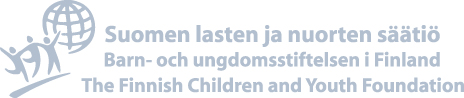 Suomen lasten ja nuorten säätiö
Barn- och ungdomsstiftelsen i Finland
The Finnish Children and Youth Foundation